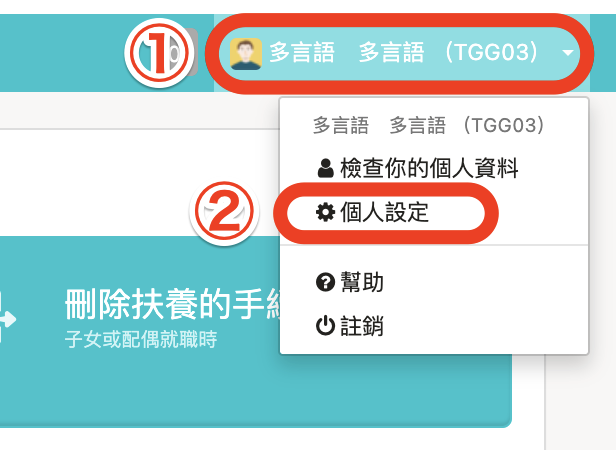 ①
多言語　多言語　（TGG03）
多言語　多言語　（TGG03）
檢查你的個人資料
②
個人設定
幫助
註銷
刪除扶養的手
子女或配偶就職時